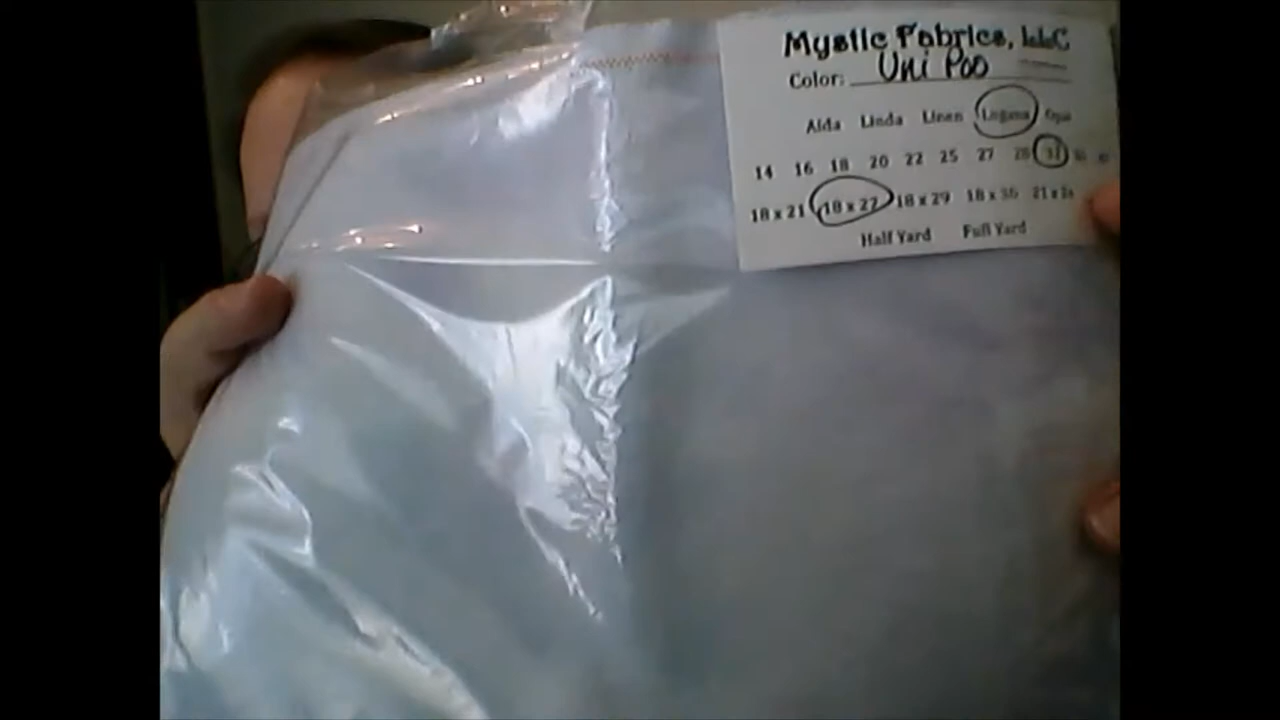 Mystic Fabrics, LLC
Color: Uni Poo
Aida Linda Linen Lugana Opal
14 16 18 20 22 25 27 28 32
18 x 21 18 x 27 18 x 29 18 x 36
Half Yard Full Yard